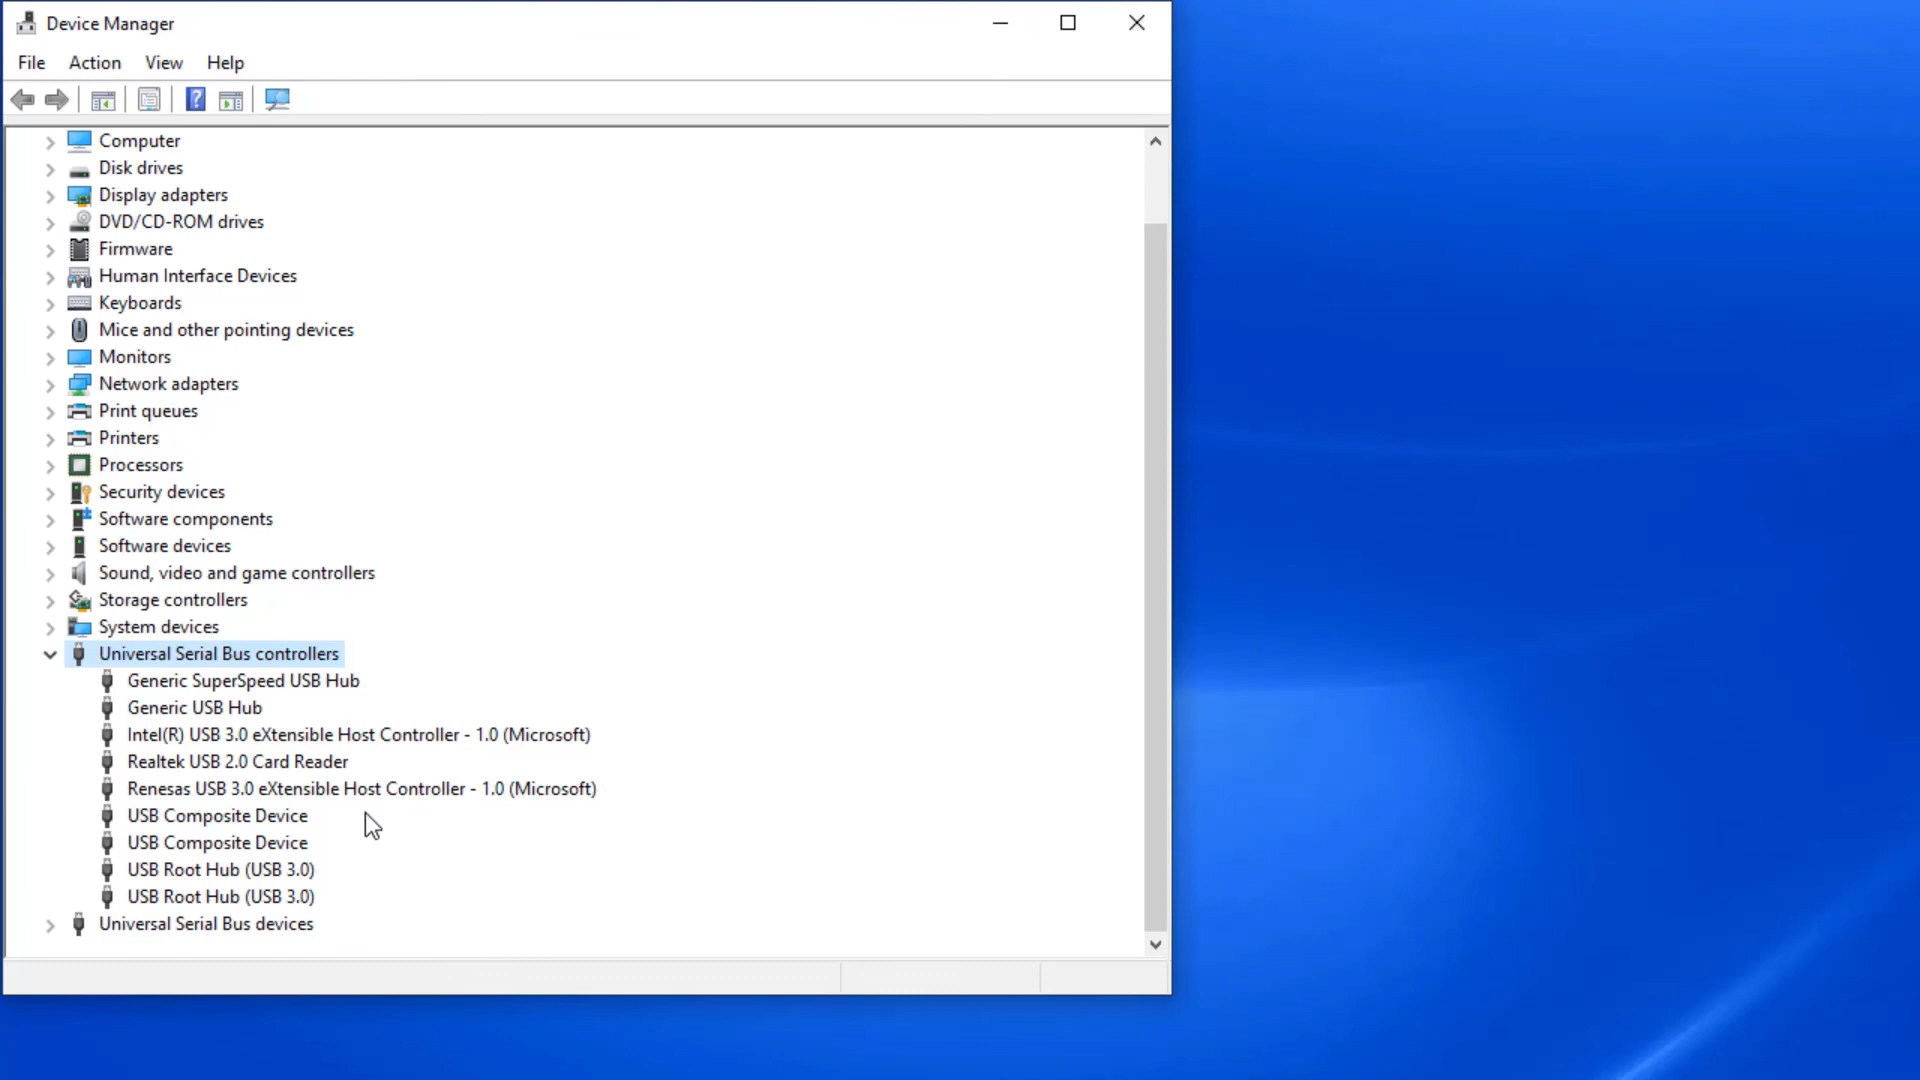 Device Manager
File Action View Help
Computer
Disk drives
Display adapters
DVD/CD-ROM drives
Firmware
Human Interface Devices
Keyboards
Mice and other pointing devices
Monitors
Network adapters
Print queues
Printers
Processors
Security devices
Software components
Software devices
Sound, video and game controllers
Storage controllers
System devices
Universal Serial Bus controllers
Generic SuperSpeed USB Hub
Generic USB Hub
Intel(R) USB 3.0 eXtensible Host Controller - 1.0 (Microsoft)
Realtek USB 2.0 Card Reader
Renesas USB 3.0 eXtensible Host Controller - 1.0 (Microsoft)
USB Composite Device
USB Composite Device
USB Root Hub (USB 3.0)
USB Root Hub (USB 3.0)
Universal Serial Bus devices